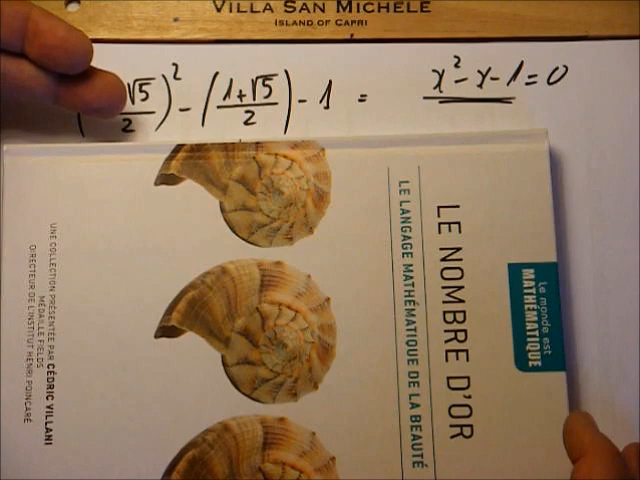 VILLA SAN MICHELE
ISLAND OF CAPRI
√5/2)² - (1+√5/2) - 1 =
x² - x - 1 = 0
Le monde est
MATHÉMATIQUE
LE NOMBRE D'OR
LE LANGAGE MATHÉMATIQUE DE LA BEAUTÉ
UNE COLLECTION PRÉSENTÉE PAR CÉDRIC VILLANI
MÉDAILLE FIELDS
DIRECTEUR DE L'INSTITUT HENRI POINCARÉ